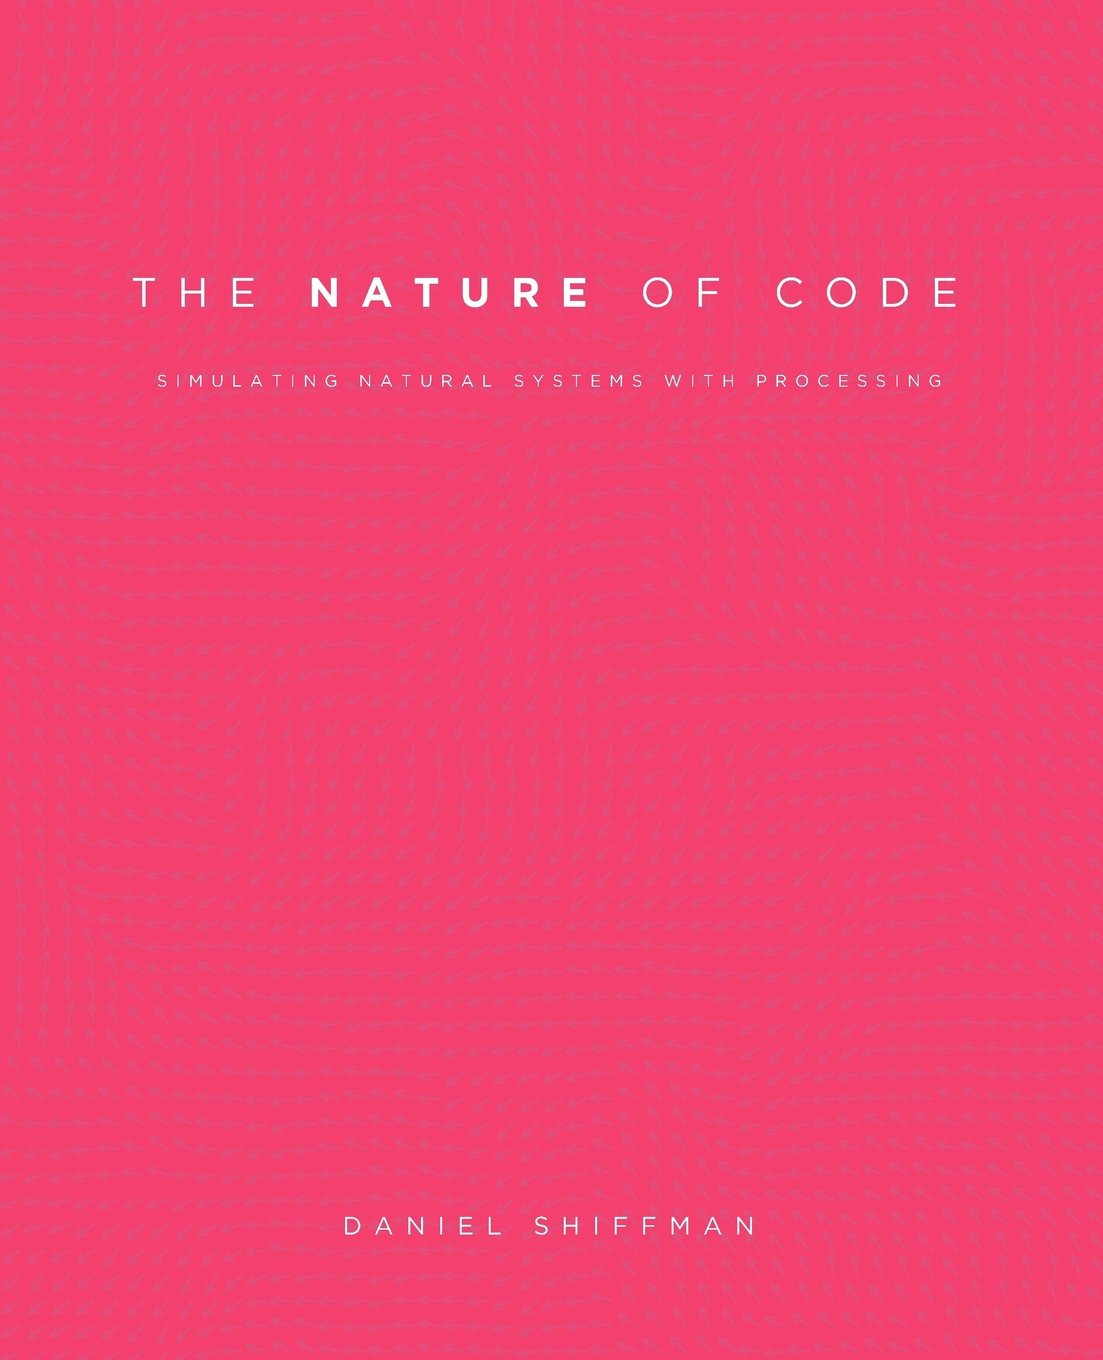 THE NATURE OF CODE
SIMULATING NATURAL SYSTEMS WITH PROCESSING
DANIEL SHIFFMAN